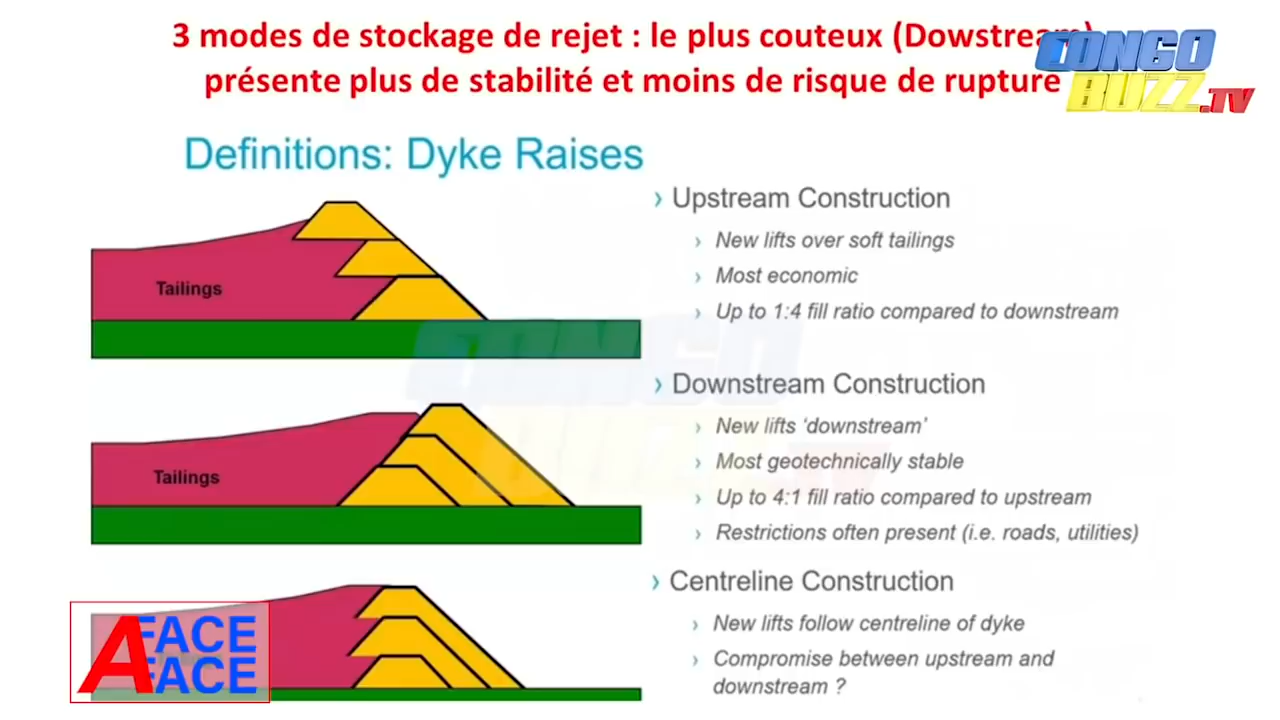 3 modes de stockage de rejet : le plus couteux (Dowstream)
présente plus de stabilité et moins de risque de rupture
CONGO
BUZZ.TV
Definitions: Dyke Raises
› Upstream Construction
› New lifts over soft tailings
› Most economic
› Up to 1:4 fill ratio compared to downstream
Tailings
› Downstream Construction
› New lifts ‘downstream’
› Most geotechnically stable
› Up to 4:1 fill ratio compared to upstream
› Restrictions often present (i.e. roads, utilities)
Tailings
› Centreline Construction
› New lifts follow centreline of dyke
› Compromise between upstream and
downstream ?
A FACE
FACE
CONGO
BUZZ.TV